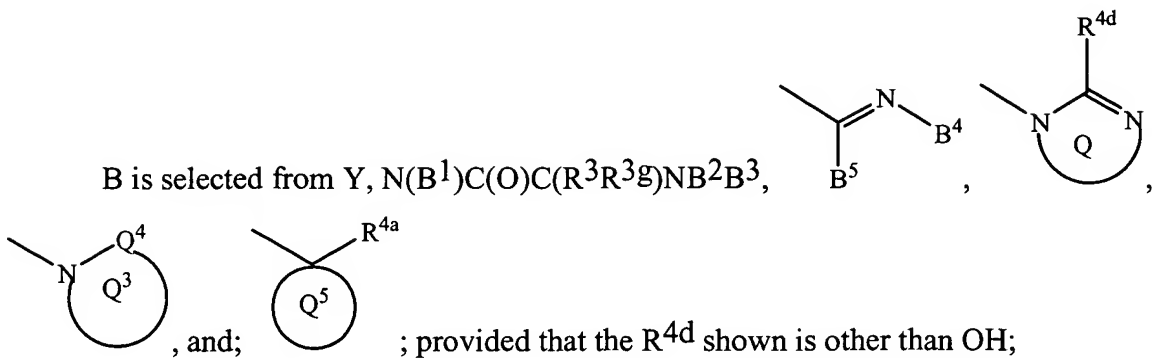 R4d
N B4 N N Q
B is selected from Y, N(B1)C(O)C(R3R3g)NB2B3, B5 , ,
Q4 R4a
N Q3 Q5
, and; ; provided that the R4d shown is other than OH;